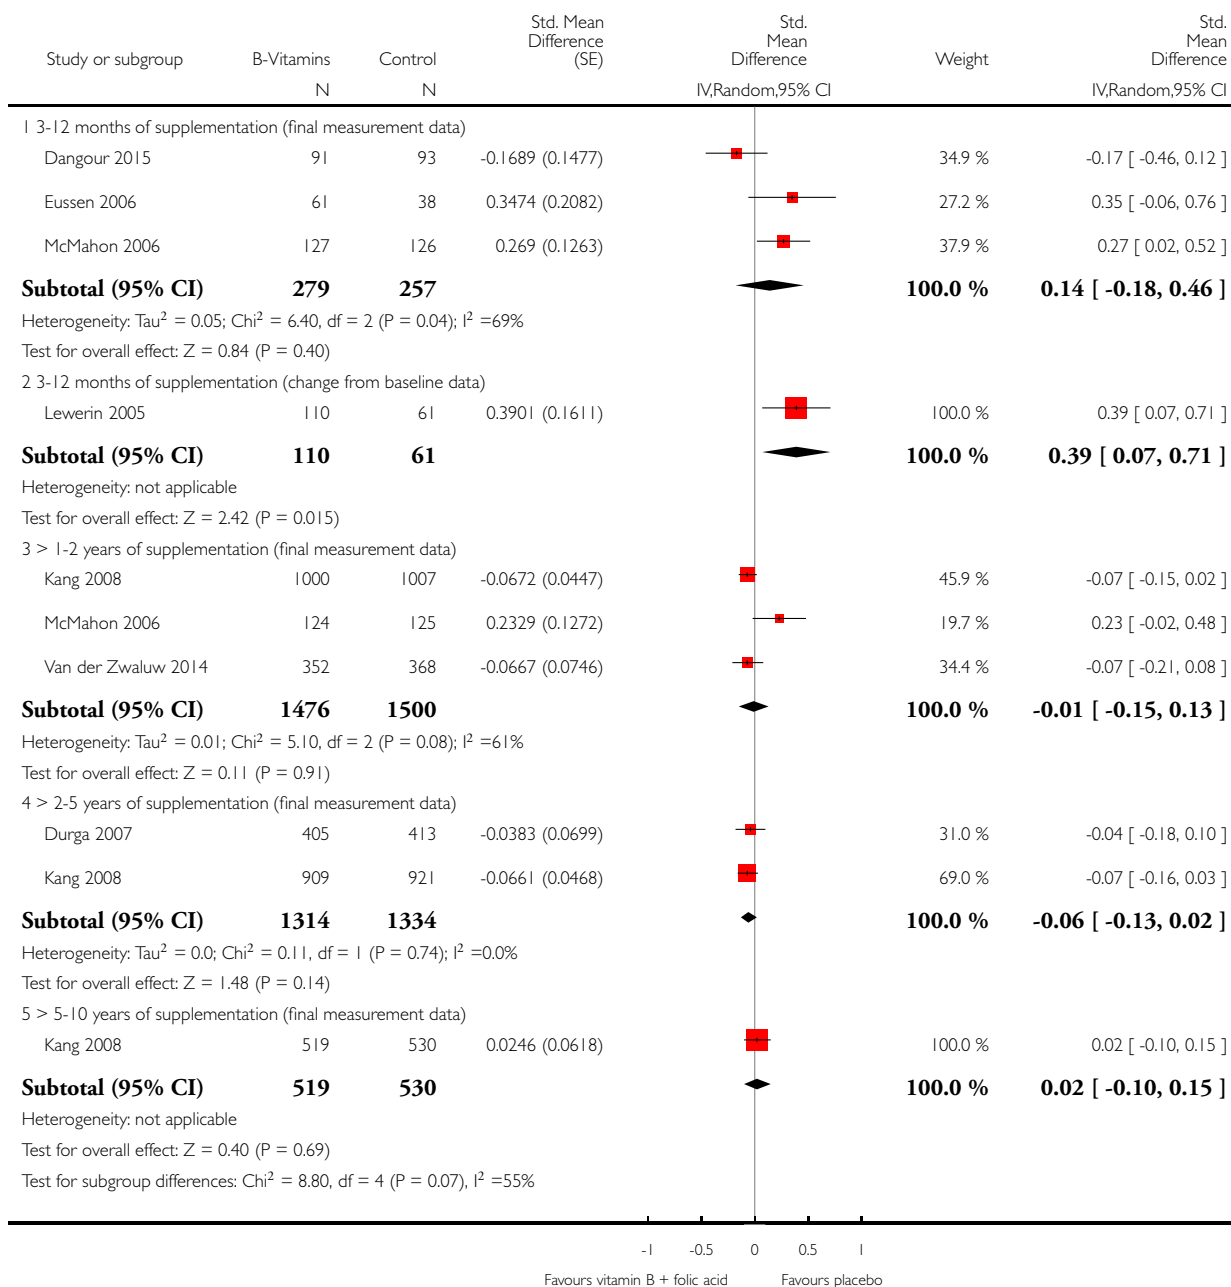 Study or subgroup B-Vitamins Control Std. Mean Difference (SE) Std. Mean Difference Weight Std. Mean Difference
N N IV,Random,95% CI IV,Random,95% CI
1 3-12 months of supplementation (final measurement data)
Dangour 2015 91 93 -0.1689 (0.1477) 34.9 % -0.17 [ -0.46, 0.12 ]
Eussen 2006 61 38 0.3474 (0.2082) 27.2 % 0.35 [ -0.06, 0.76 ]
McMahon 2006 127 126 0.269 (0.1263) 37.9 % 0.27 [ 0.02, 0.52 ]
Subtotal (95% CI) 279 257 100.0 % 0.14 [ -0.18, 0.46 ]
Heterogeneity: Tau² = 0.05; Chi² = 6.40, df = 2 (P = 0.04); I² =69%
Test for overall effect: Z = 0.84 (P = 0.40)
2 3-12 months of supplementation (change from baseline data)
Lewerin 2005 110 61 0.3901 (0.1611) 100.0 % 0.39 [ 0.07, 0.71 ]
Subtotal (95% CI) 110 61 100.0 % 0.39 [ 0.07, 0.71 ]
Heterogeneity: not applicable
Test for overall effect: Z = 2.42 (P = 0.015)
3 > 1-2 years of supplementation (final measurement data)
Kang 2008 1000 1007 -0.0672 (0.0447) 45.9 % -0.07 [ -0.15, 0.02 ]
McMahon 2006 124 125 0.2329 (0.1272) 19.7 % 0.23 [ -0.02, 0.48 ]
Van der Zwaluw 2014 352 368 -0.0667 (0.0746) 34.4 % -0.07 [ -0.21, 0.08 ]
Subtotal (95% CI) 1476 1500 100.0 % -0.01 [ -0.15, 0.13 ]
Heterogeneity: Tau² = 0.01; Chi² = 5.10, df = 2 (P = 0.08); I² =61%
Test for overall effect: Z = 0.11 (P = 0.91)
4 > 2-5 years of supplementation (final measurement data)
Durga 2007 405 413 -0.0383 (0.0699) 31.0 % -0.04 [ -0.18, 0.10 ]
Kang 2008 909 921 -0.0661 (0.0468) 69.0 % -0.07 [ -0.16, 0.03 ]
Subtotal (95% CI) 1314 1334 100.0 % -0.06 [ -0.13, 0.02 ]
Heterogeneity: Tau² = 0.0; Chi² = 0.11, df = 1 (P = 0.74); I² =0.0%
Test for overall effect: Z = 1.48 (P = 0.14)
5 > 5-10 years of supplementation (final measurement data)
Kang 2008 519 530 0.0246 (0.0618) 100.0 % 0.02 [ -0.10, 0.15 ]
Subtotal (95% CI) 519 530 100.0 % 0.02 [ -0.10, 0.15 ]
Heterogeneity: not applicable
Test for overall effect: Z = 0.40 (P = 0.69)
Test for subgroup differences: Chi² = 8.80, df = 4 (P = 0.07), I² =55%
-1 -0.5 0 0.5 1
Favours vitamin B + folic acid Favours placebo